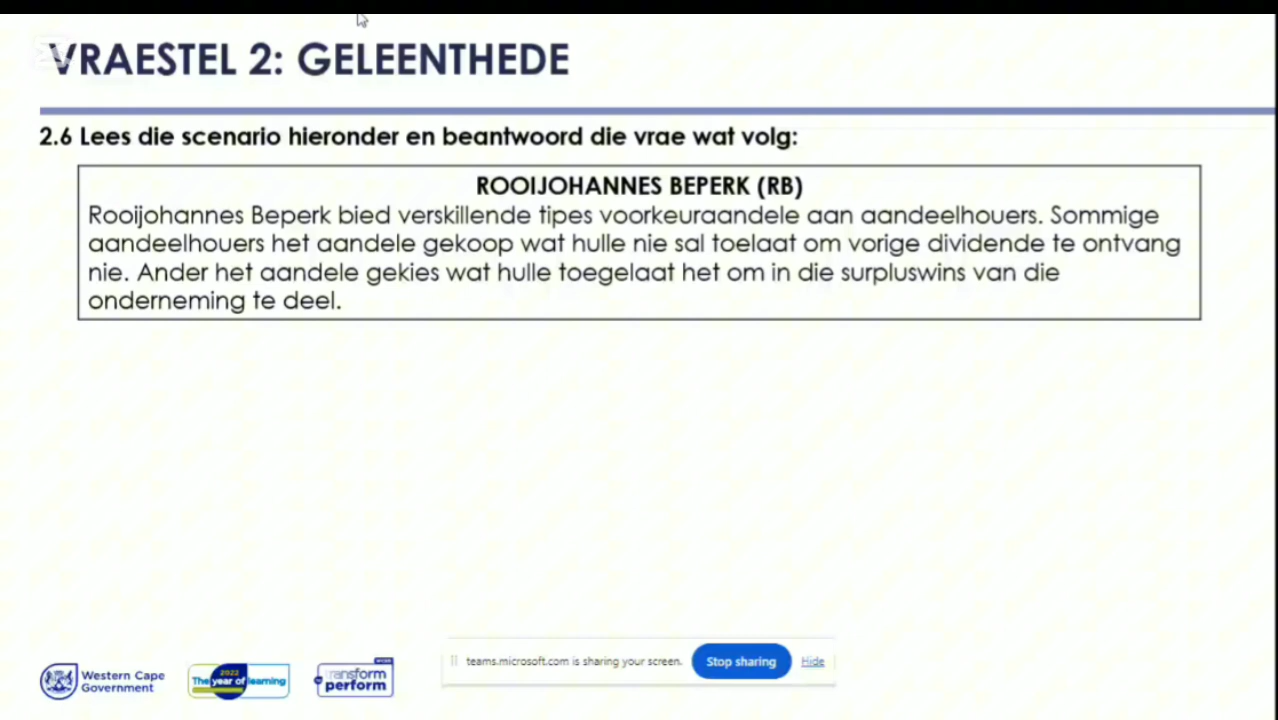 VRAESTEL 2: GELEENTHEDE
2.6 Lees die scenario hieronder en beantwoord die vrae wat volg:
ROOIJOHANNES BEPERK (RB)
Rooijohannes Beperk bied verskillende tipes voorkeuraandele aan aandeelhouers. Sommige
aandeelhouers het aandele gekoop wat hulle nie sal toelaat om vorige dividende te ontvang
nie. Ander het aandele gekies wat hulle toegelaat het om in die surpluswins van die
onderneming te deel.
Western Cape
Government
2022
The year of learning
transform
perform
teams.microsoft.com is sharing your screen.
Stop sharing
Hide